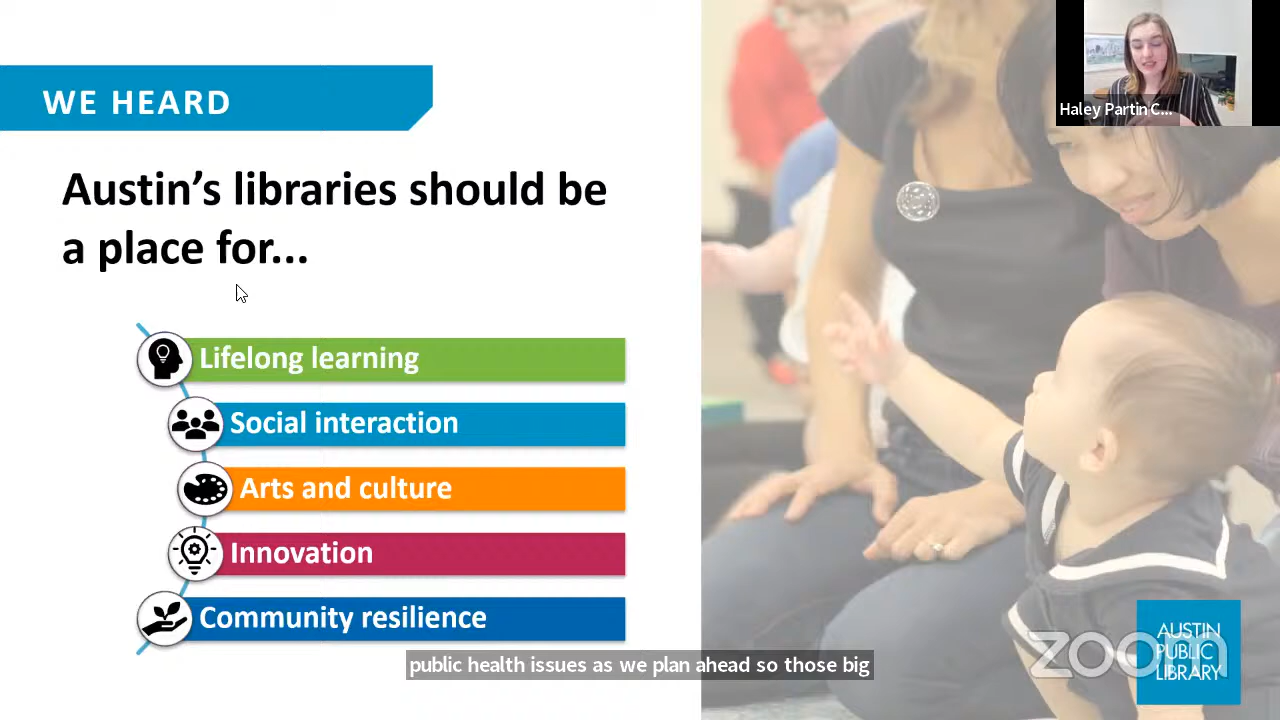 WE HEARD
Haley Partin C...
Austin’s libraries should be
a place for...
Lifelong learning
Social interaction
Arts and culture
Innovation
Community resilience
public health issues as we plan ahead so those big
zoom
AUSTIN
PUBLIC
LIBRARY